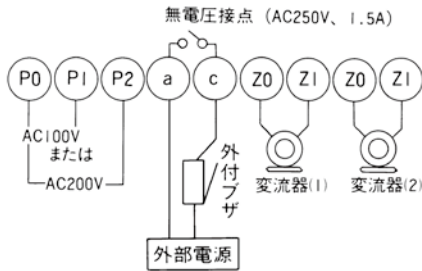 無電圧接点 (AC250V、1.5A)
P0 P1 P2 a c Z0 Z1 Z0 Z1
AC100V
または
AC200V
外付ブザ
変流器(1)
変流器(2)
外部電源